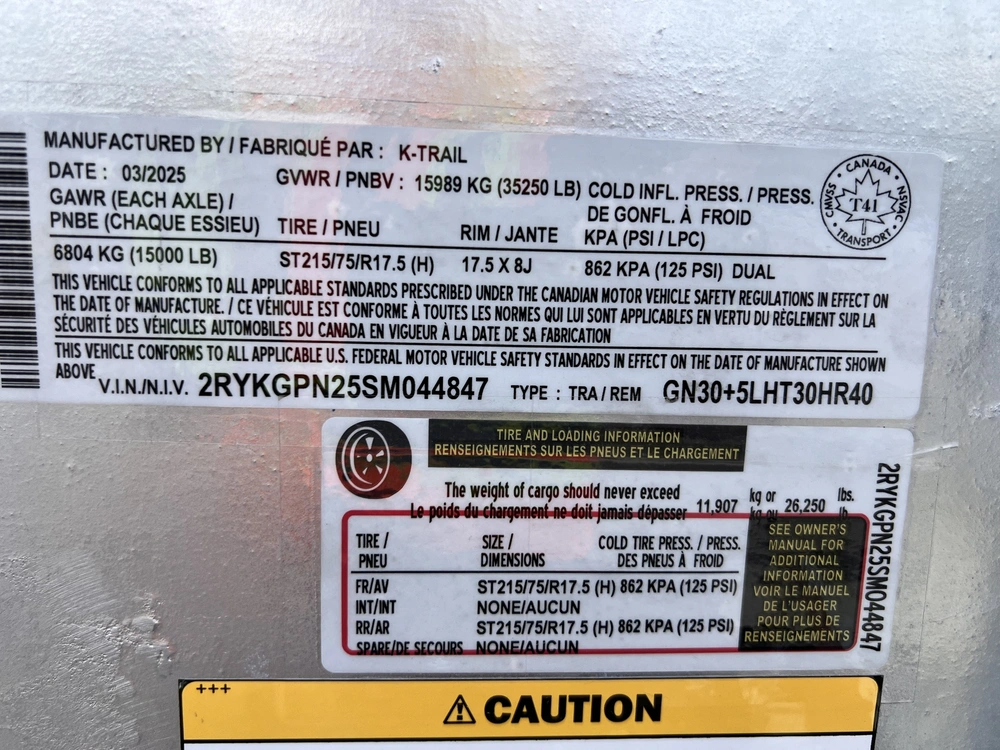 MANUFACTURED BY / FABRIQUÉ PAR : K-TRAIL
DATE : 03/2025 GVWR / PNBV : 15989 KG (35250 LB) COLD INFL. PRESS. / PRESS.
GAWR (EACH AXLE) / DE GONFL. À FROID
PNBE (CHAQUE ESSIEU) TIRE / PNEU RIM / JANTE KPA (PSI / LPC)
6804 KG (15000 LB) ST215/75/R17.5 (H) 17.5 X 8J 862 KPA (125 PSI) DUAL
CANADA
CMVSS T41 NSVAC
TRANSPORT
THIS VEHICLE CONFORMS TO ALL APPLICABLE STANDARDS PRESCRIBED UNDER THE CANADIAN MOTOR VEHICLE SAFETY REGULATIONS IN EFFECT ON
THE DATE OF MANUFACTURE. / CE VÉHICULE EST CONFORME À TOUTES LES NORMES QUI LUI SONT APPLICABLES EN VERTU DU RÈGLEMENT SUR LA
SÉCURITÉ DES VÉHICULES AUTOMOBILES DU CANADA EN VIGUEUR À LA DATE DE SA FABRICATION
THIS VEHICLE CONFORMS TO ALL APPLICABLE U.S. FEDERAL MOTOR VEHICLE SAFETY STANDARDS IN EFFECT ON THE DATE OF MANUFACTURE SHOWN
ABOVE
V.I.N./N.I.V. 2RYKGPN25SM044847 TYPE : TRA / REM GN30+5LHT30HR40
TIRE AND LOADING INFORMATION
RENSEIGNEMENTS SUR LES PNEUS ET LE CHARGEMENT
The weight of cargo should never exceed
Le poids du chargement ne doit jamais dépasser 11,907 kg or kg ou 26,250 lbs. lb
TIRE / SIZE / COLD TIRE PRESS. / PRESS.
PNEU DIMENSIONS DES PNEUS À FROID
FR/AV ST215/75/R17.5 (H) 862 KPA (125 PSI)
INT/INT NONE/AUCUN
RR/AR ST215/75/R17.5 (H) 862 KPA (125 PSI)
SPARE/DE SECOURS NONE/AUCUN
SEE OWNER'S
MANUAL FOR
ADDITIONAL
INFORMATION
VOIR LE MANUEL
DE L'USAGER
POUR PLUS DE
RENSEIGNEMENTS
2RYKGPN25SM044847
+++
CAUTION